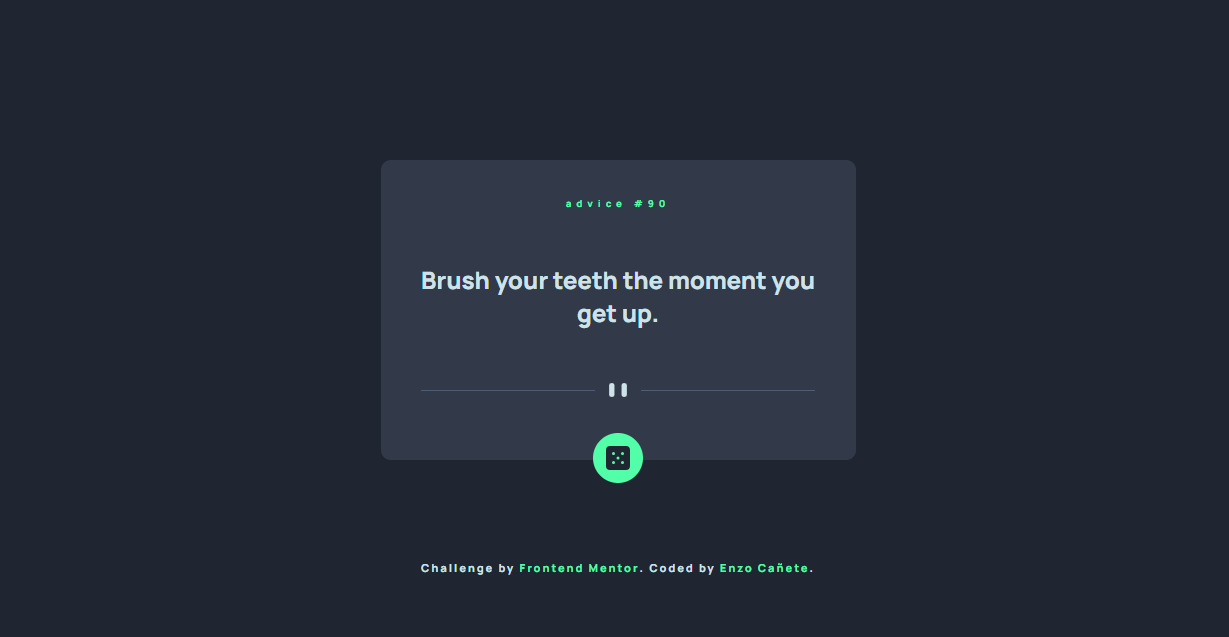 advice #90
Brush your teeth the moment you
get up.
Challenge by Frontend Mentor. Coded by Enzo Cañete.